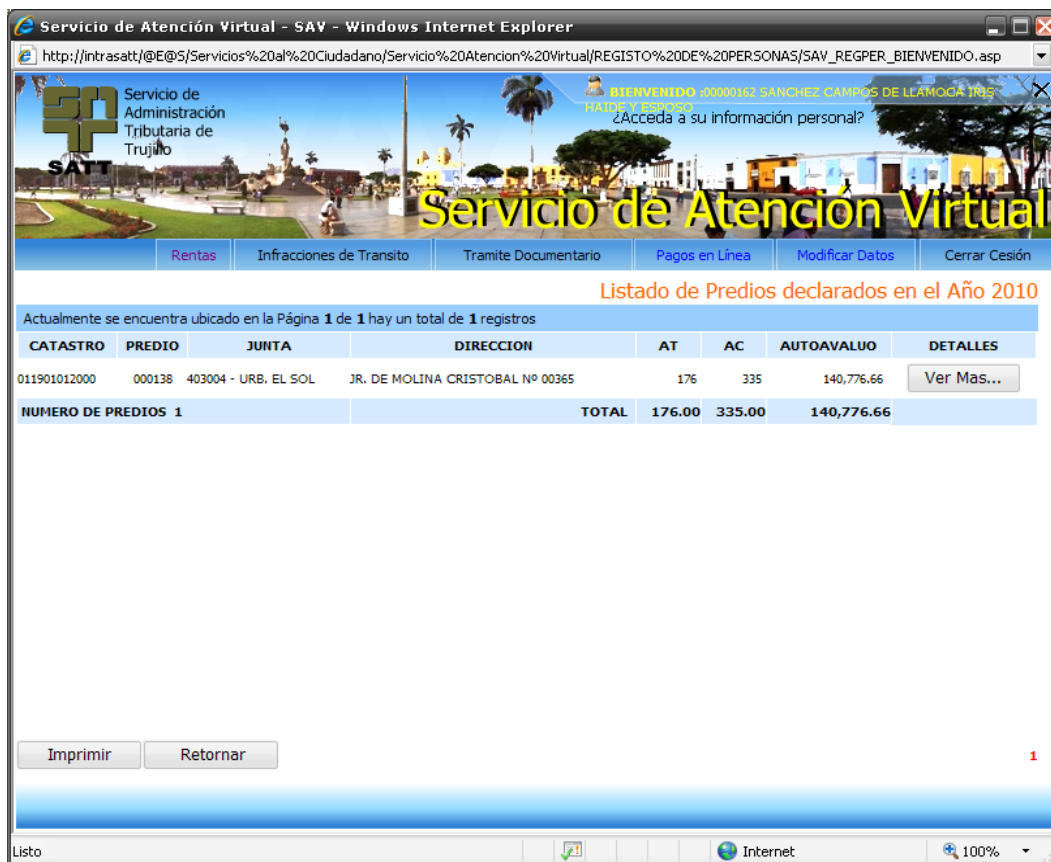 Servicio de Atención Virtual - SAV - Windows Internet Explorer
http://intrasatt/@E@S/Servicios%20al%20Ciudadano/Servicio%20Atencion%20Virtual/REGISTO%20DE%20PERSONAS/SAV_REGPER_BIENVENIDO.asp
Servicio de
Administración
Tributaria de
Trujillo
SATT
BIENVENIDO :00000162 SANCHEZ CAMPOS DE LLAMOCA IRIS
HAIDE Y ESPOSO
¿Acceda a su información personal?
Servicio de Atención Virtual
Rentas Infracciones de Transito Tramite Documentario Pagos en Línea Modificar Datos Cerrar Cesión
Listado de Predios declarados en el Año 2010
Actualmente se encuentra ubicado en la Página 1 de 1 hay un total de 1 registros
CATASTRO PREDIO JUNTA DIRECCION AT AC AUTOAVALUO DETALLES
011901012000 000138 403004 - URB. EL SOL JR. DE MOLINA CRISTOBAL Nº 00365 176 335 140,776.66 Ver Mas...
NUMERO DE PREDIOS 1 TOTAL 176.00 335.00 140,776.66
Imprimir Retornar 1
Listo Internet 100%